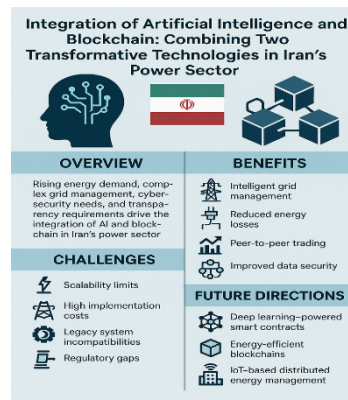 Integration of Artificial Intelligence and
Blockchain: Combining Two
Transformative Technologies in Iran's
Power Sector
OVERVIEW
Rising energy demand, comp-
lex grid management, cyber-
security needs, and transpa-
rency requirements drive the
integration of AI and block-
chain in Iran's power sector
CHALLENGES
Scalability limits
High implementation
costs
Legacy system
incompatibilities
Regulatory gaps
BENEFITS
Intelligent grid
management
Reduced energy
losses
Peer-to-peer trading
Improved data security
FUTURE DIRECTIONS
Deep learning–powered
smart contracts
Energy-efficient
blockchains
IoT-based distributed
energy management